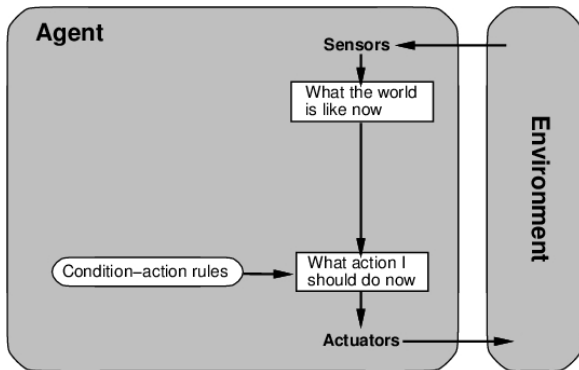 Agent
Sensors
What the world
is like now
Environment
Condition–action rules
What action I
should do now
Actuators